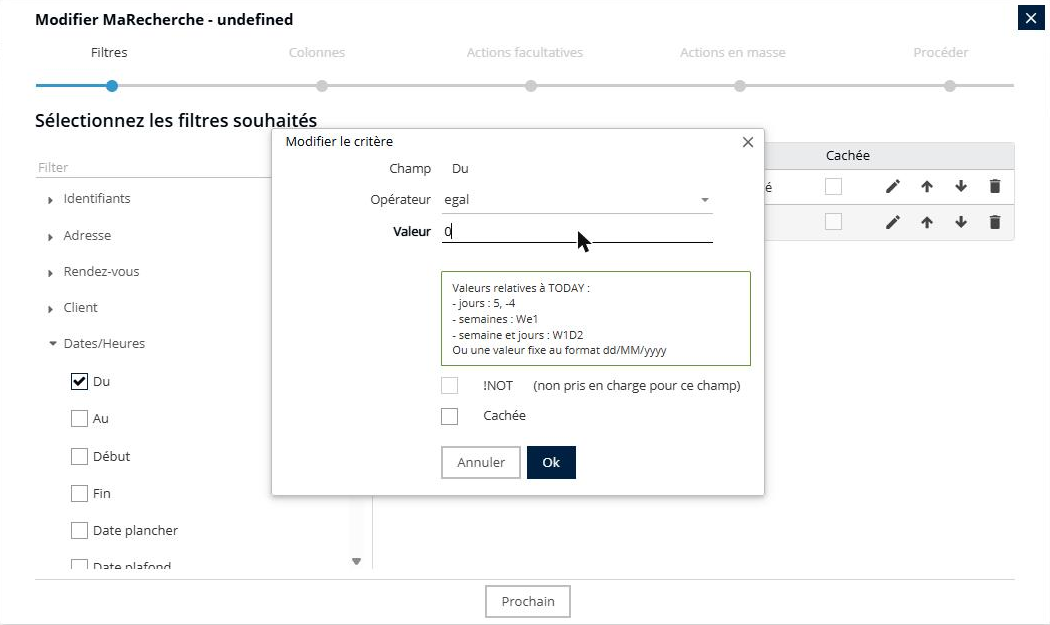 Modifier MaRecherche - undefined
Filtres
Colonnes
Actions facultatives
Actions en masse
Procéder
Sélectionnez les filtres souhaités
Filter
Identifiants
Adresse
Rendez-vous
Client
Dates/Heures
Du
Au
Début
Fin
Date plancher
Date plafond
Modifier le critère
Champ Du
Opérateur egal
Valeur 0
Valeurs relatives à TODAY :
- jours : 5, -4
- semaines : We1
- semaine et jours : W1D2
Ou une valeur fixe au format dd/MM/yyyy
!NOT (non pris en charge pour ce champ)
Cachée
Annuler
Ok
Cachée
é
Prochain